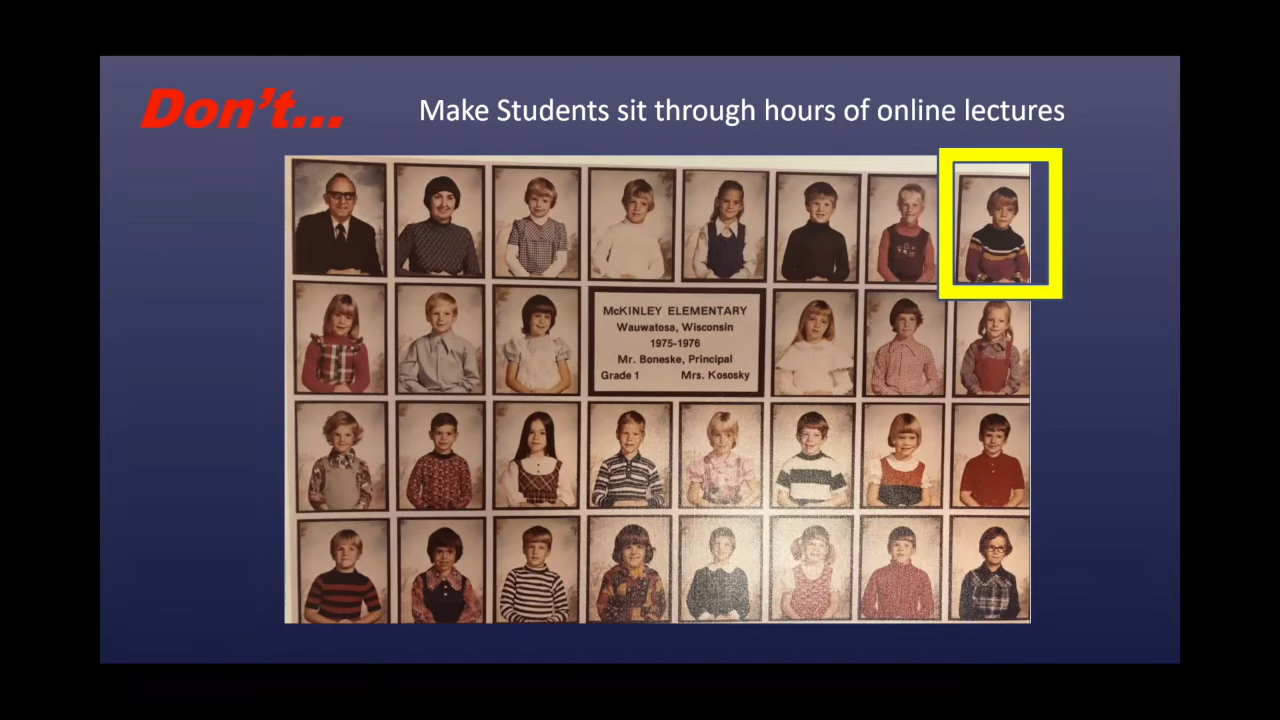 Don't... Make Students sit through hours of online lectures
McKINLEY ELEMENTARY
Wauwatosa, Wisconsin
1975-1976
Mr. Boneske, Principal
Grade 1 Mrs. Kososky